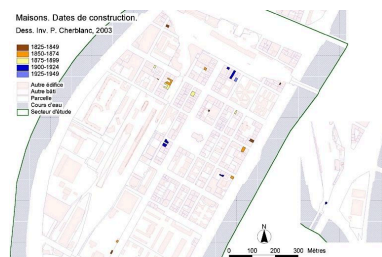 Maisons. Dates de construction.
Dess. Inv. P. Cherblanc, 2003
1825-1849
1850-1874
1875-1899
1900-1924
1925-1949
Autre édifice
Autre bâti
Parcelle
Cours d'eau
Secteur d'étude
N
0 100 200 300 Mètres